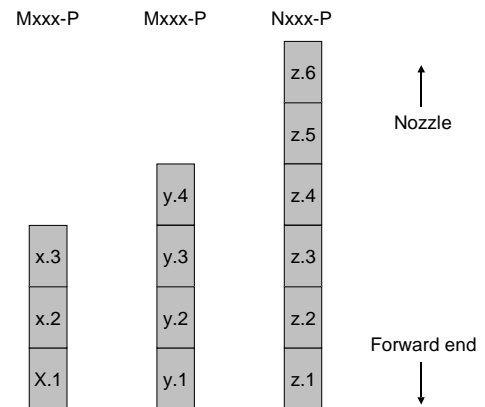 Mxxx-P Mxxx-P Nxxx-P
z.6
Nozzle
z.5
y.4 z.4
x.3 y.3 z.3
x.2 y.2 z.2
Forward end
X.1 y.1 z.1